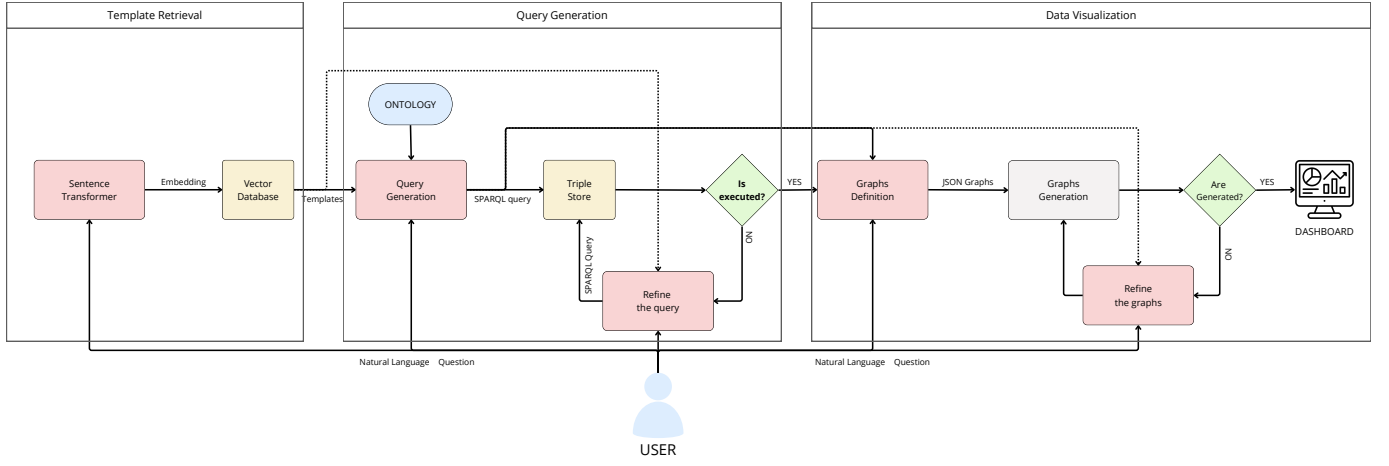 Template Retrieval
Query Generation
Data Visualization
ONTOLOGY
Sentence
Transformer
Embedding
Vector
Database
Templates
Query
Generation
SPARQL query
Triple
Store
Is
executed?
YES
NO
SPARQL Query
Refine
the query
Graphs
Definition
JSON Graphs
Graphs
Generation
Are
Generated?
YES
NO
DASHBOARD
Refine
the graphs
Natural Language Question
Natural Language Question
USER